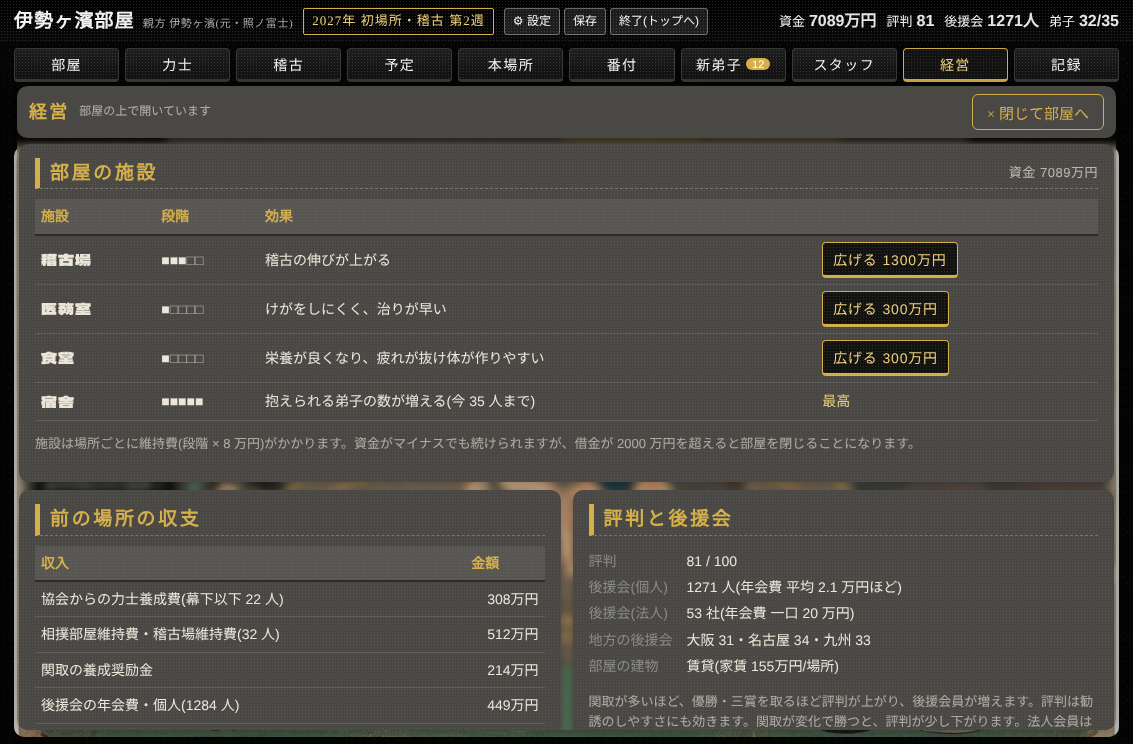 伊勢ヶ濱部屋 親方 伊勢ヶ濱(元・照ノ富士) 2027年 初場所・稽古 第2週 ⚙ 設定 保存 終了(トップへ) 資金 7089万円 評判 81 後援会 1271人 弟子 32/35
部屋 力士 稽古 予定 本場所 番付 新弟子 12 スタッフ 経営 記録
経営 部屋の上で開いています × 閉じて部屋へ
部屋の施設 資金 7089万円
施設 段階 効果
稽古場 ■■■□□ 稽古の伸びが上がる 広げる 1300万円
医務室 ■□□□□ けがをしにくく、治りが早い 広げる 300万円
食堂 ■□□□□ 栄養が良くなり、疲れが抜け体が作りやすい 広げる 300万円
宿舎 ■■■■■ 抱えられる弟子の数が増える(今 35 人まで) 最高
施設は場所ごとに維持費(段階 × 8 万円)がかかります。資金がマイナスでも続けられますが、借金が 2000 万円を超えると部屋を閉じることになります。
前の場所の収支
収入 金額
協会からの力士養成費(幕下以下 22 人) 308万円
相撲部屋維持費・稽古場維持費(32 人) 512万円
関取の養成奨励金 214万円
後援会の年会費・個人(1284 人) 449万円
評判と後援会
評判 81 / 100
後援会(個人) 1271 人(年会費 平均 2.1 万円ほど)
後援会(法人) 53 社(年会費 一口 20 万円)
地方の後援会 大阪 31・名古屋 34・九州 33
部屋の建物 賃貸(家賃 155万円/場所)
関取が多いほど、優勝・三賞を取るほど評判が上がり、後援会員が増えます。評判は勧
誘のしやすさにも効きます。関取が変化で勝つと、評判が少し下がります。法人会員は